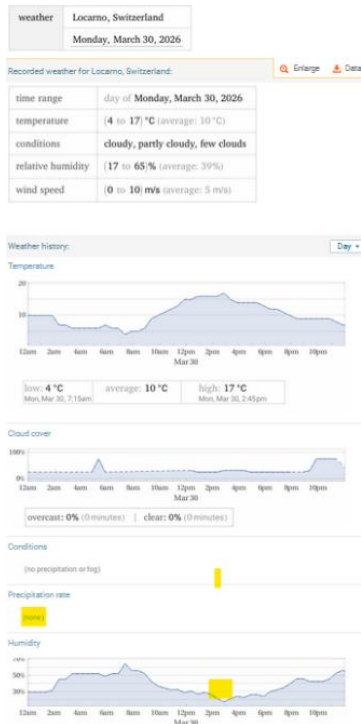 weather
Locarno, Switzerland
Monday, March 30, 2026
Recorded weather for Locarno, Switzerland:
Enlarge
Data
time range
day of Monday, March 30, 2026
temperature
(4 to 17) °C (average: 10 °C)
conditions
cloudy, partly cloudy, few clouds
relative humidity
(17 to 65)% (average: 39%)
wind speed
(0 to 10) m/s (average: 5 m/s)
Weather history:
Day
Temperature
20
10
12am 2am 4am 6am 8am 10am 12pm 2pm 4pm 6pm 8pm 10pm
Mar 30
low: 4 °C
average: 10 °C
high: 17 °C
Mon, Mar 30, 7:15am
Mon, Mar 30, 2:45pm
Cloud cover
100%
0%
12am 2am 4am 6am 8am 10am 12pm 2pm 4pm 6pm 8pm 10pm
Mar 30
overcast: 0% (0 minutes) | clear: 0% (0 minutes)
Conditions
(no precipitation or fog)
Precipitation rate
(none)
Humidity
70%
50%
30%
12am 2am 4am 6am 8am 10am 12pm 2pm 4pm 6pm 8pm 10pm
Mar 30